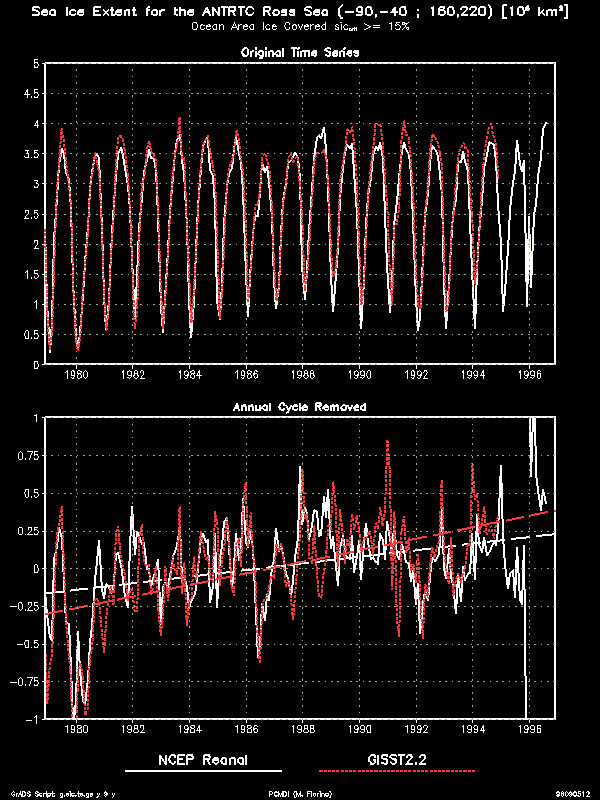 Sea Ice Extent for the ANTRTC Ross Sea (−90,−40 ; 160,220) [10⁶ km²]
Ocean Area Ice Covered sic >= 15%
Original Time Series
5
4.5
4
3.5
3
2.5
2
1.5
1
0.5
0
1980 1982 1984 1986 1988 1990 1992 1994 1996
Annual Cycle Removed
1
0.75
0.5
0.25
0
−0.25
−0.5
−0.75
−1
1980 1982 1984 1986 1988 1990 1992 1994 1996
NCEP Reanal GISST2.2
GrADS Script: PCMDI (M. Fiorino)